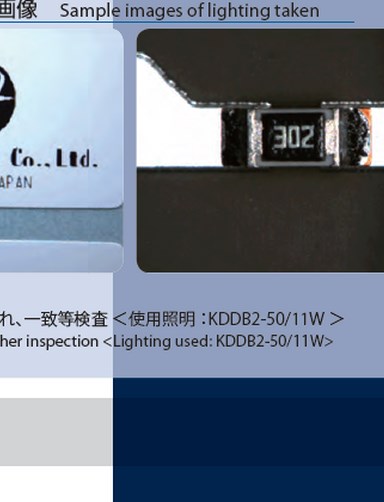 画像 Sample images of lighting taken
Co., Ltd.
APAN
302
れ、一致等検査 <使用照明：KDDB2-50/11W >
her inspection <Lighting used: KDDB2-50/11W>